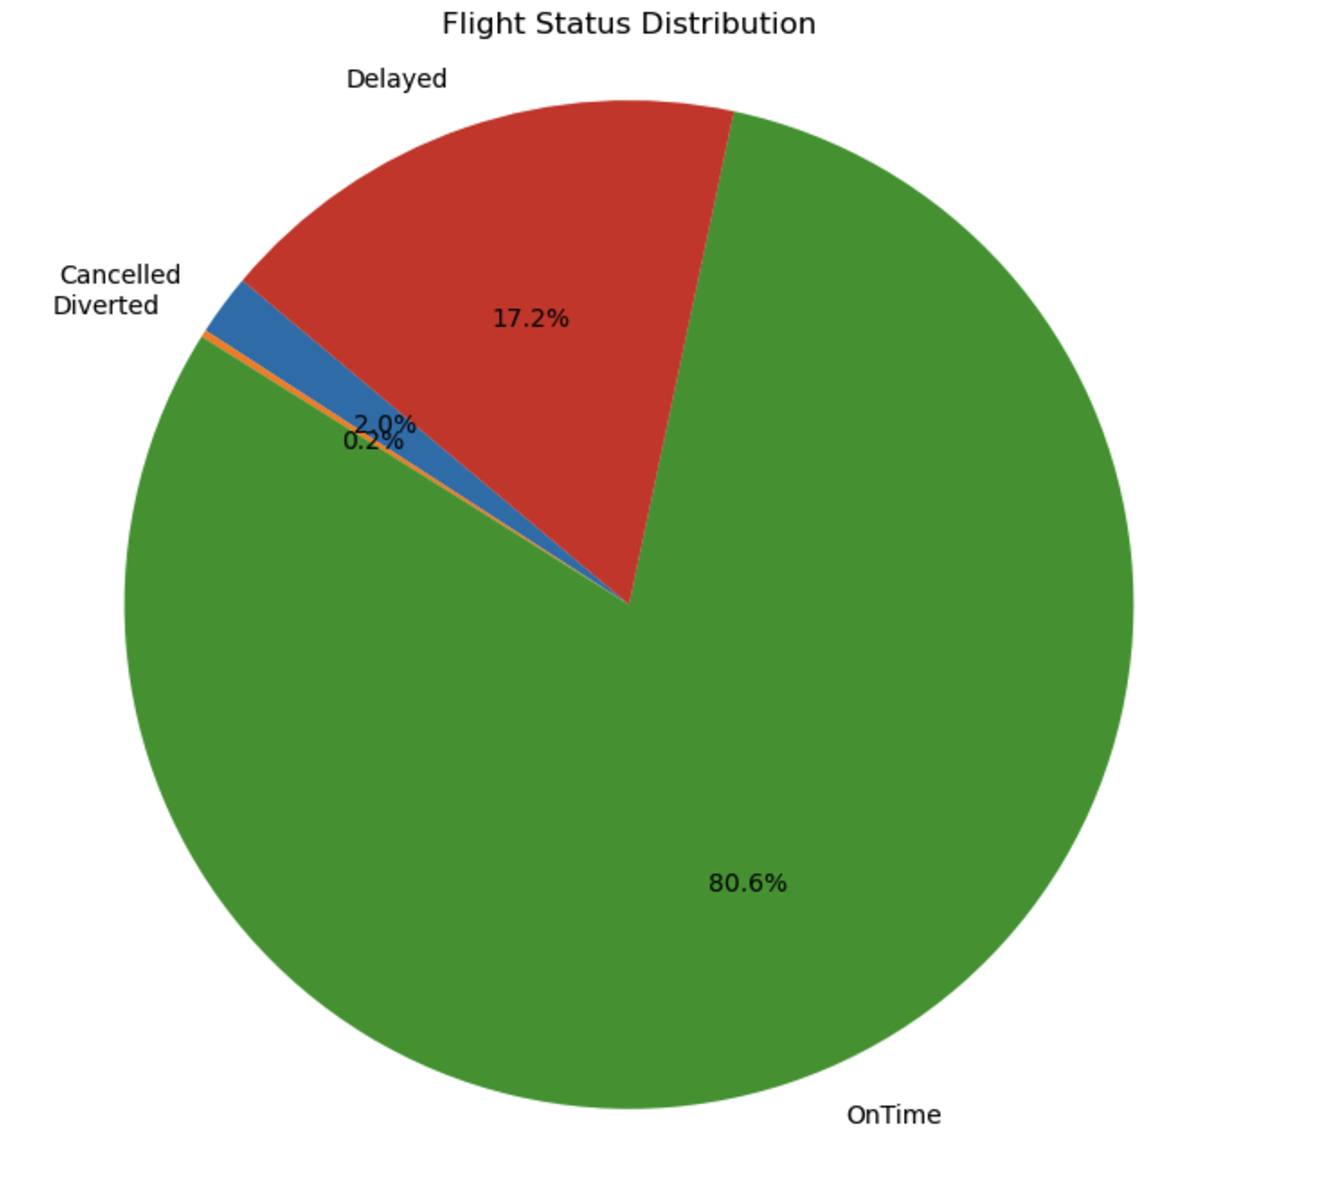 Flight Status Distribution
Delayed
Cancelled
Diverted
17.2%
2.0%
0.2%
80.6%
OnTime